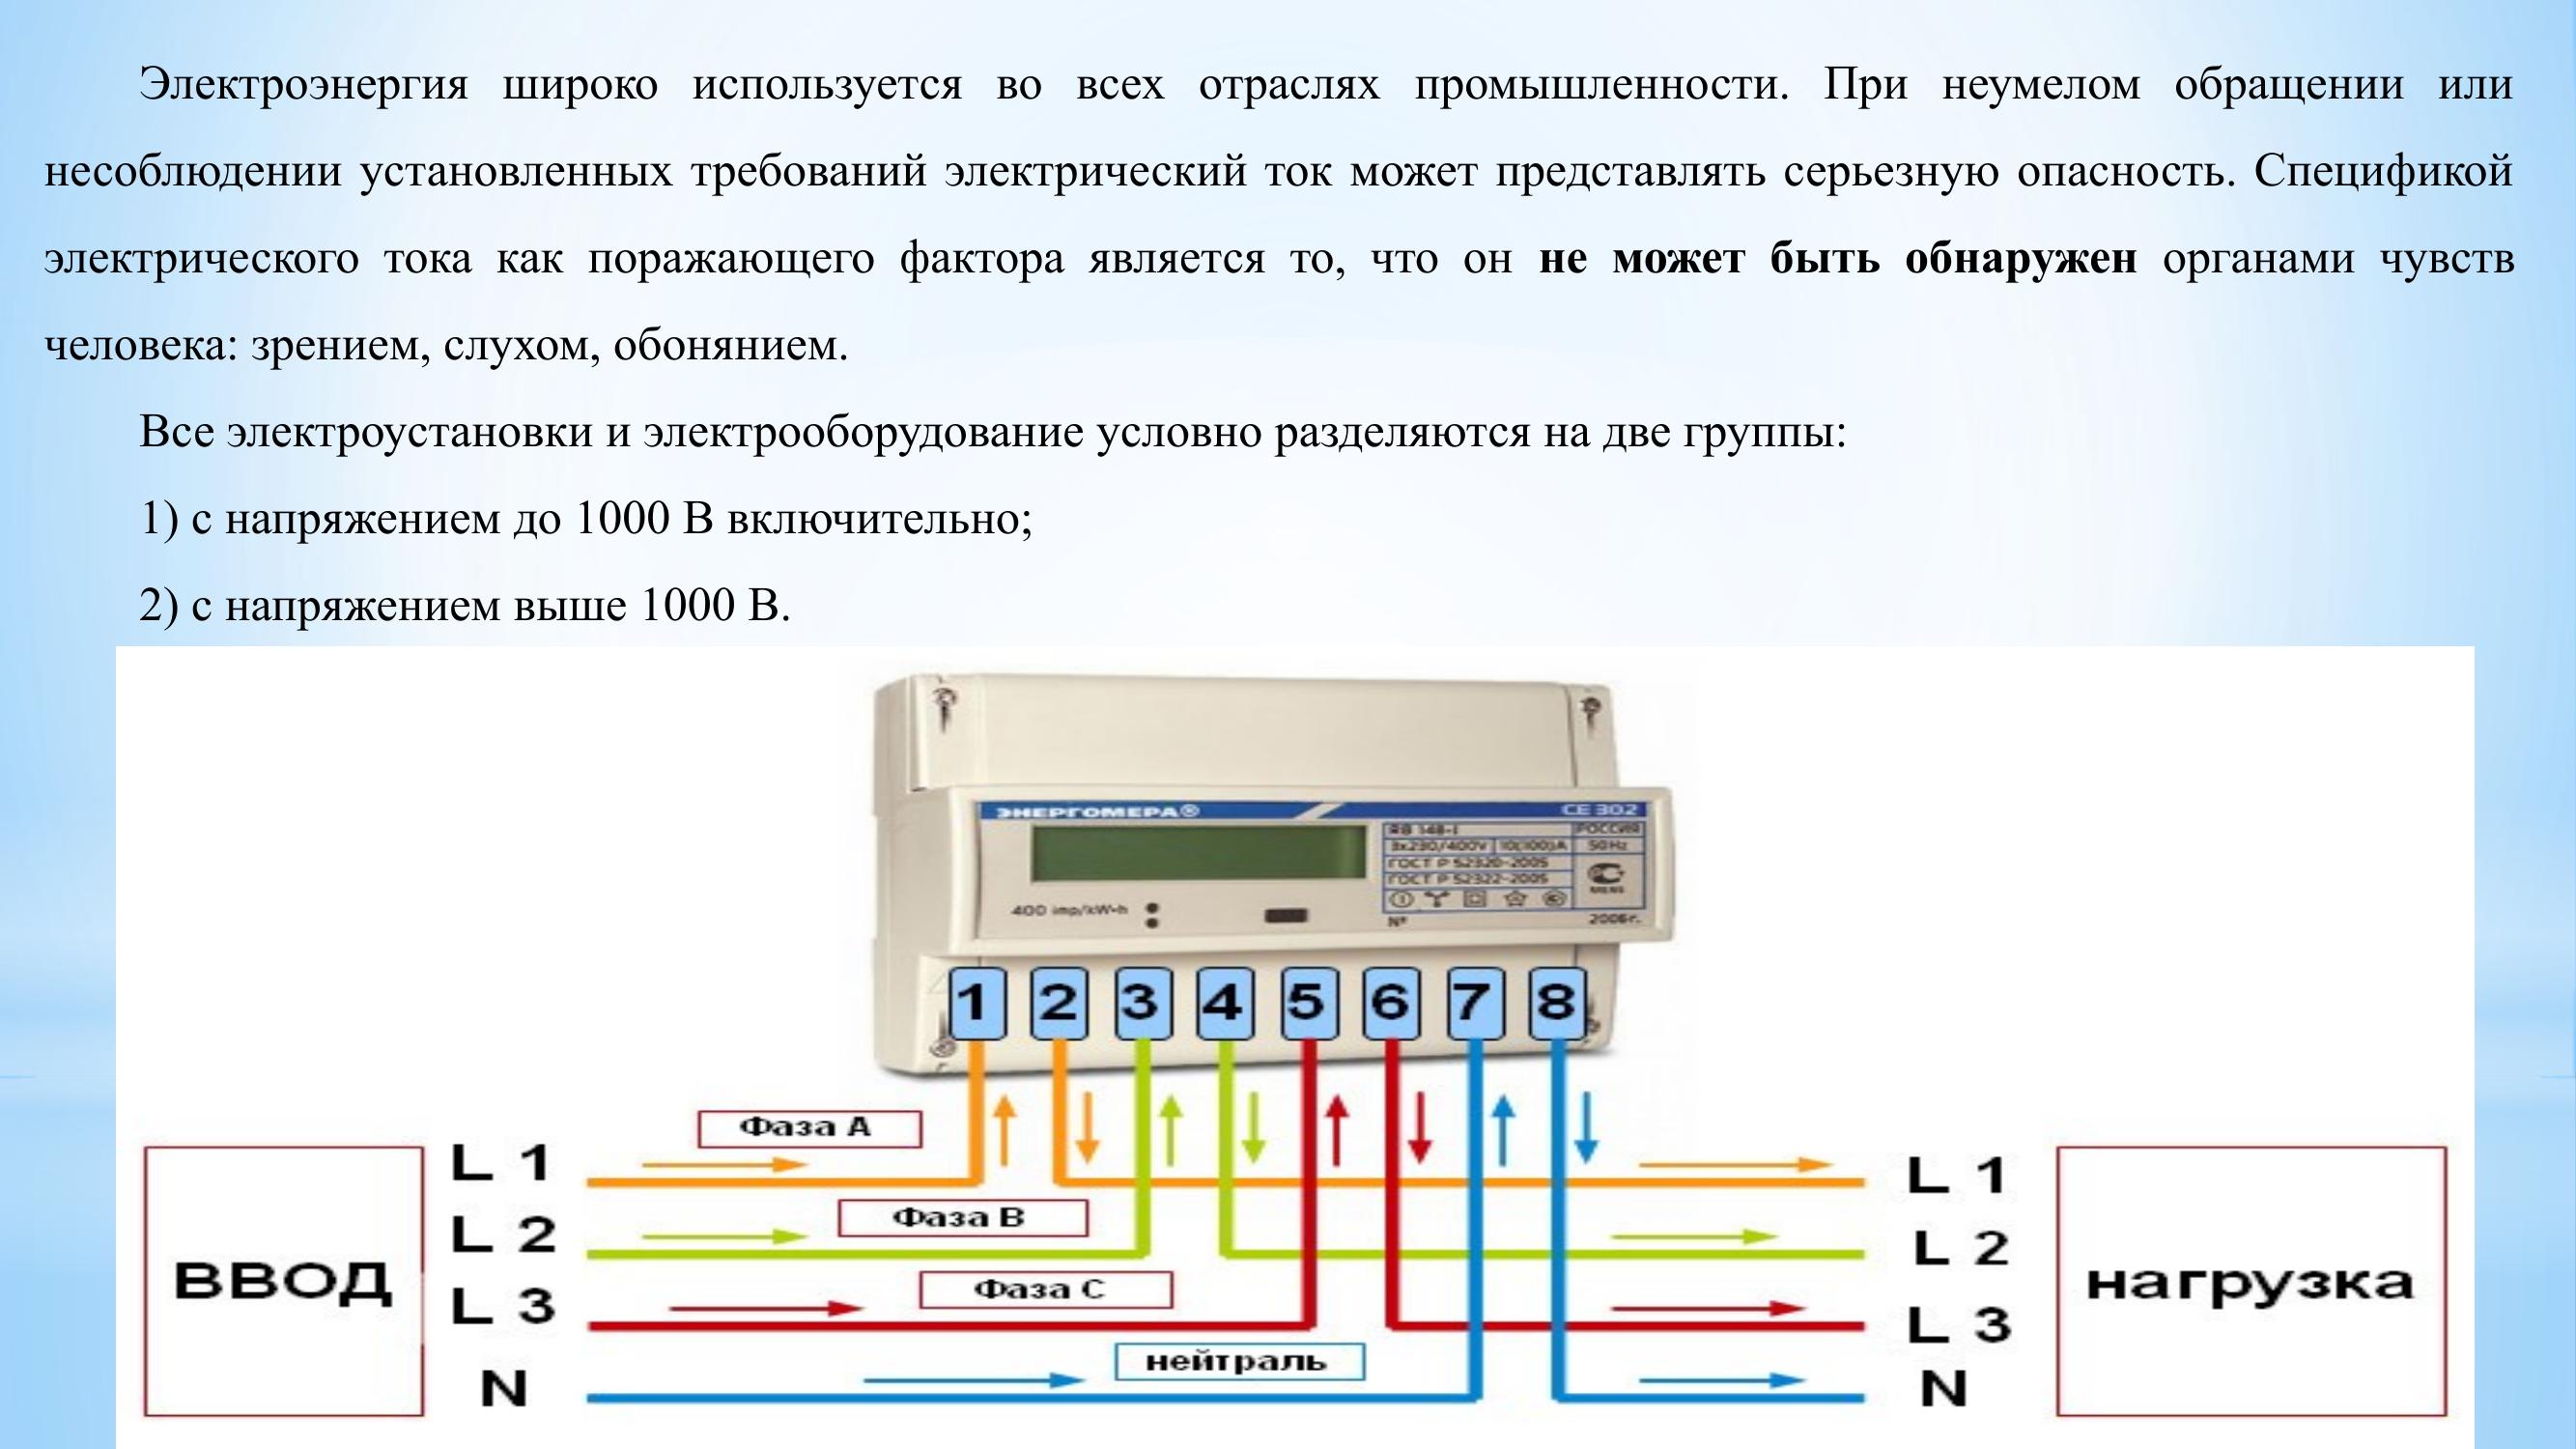 Электроэнергия широко используется во всех отраслях промышленности. При неумелом обращении или
несоблюдении установленных требований электрический ток может представлять серьезную опасность. Спецификой
электрического тока как поражающего фактора является то, что он не может быть обнаружен органами чувств
человека: зрением, слухом, обонянием.
Все электроустановки и электрооборудование условно разделяются на две группы:
1) с напряжением до 1000 В включительно;
2) с напряжением выше 1000 В.
ЭНЕРГОМЕРА® CE 302
R8 148-J РОССИЯ
3x230/400V 10(100)A 50Hz
ГОСТ Р 52320-2005
ГОСТ Р 52322-2005
400 imp/kW•h
№ 2006г.
1 2 3 4 5 6 7 8
Фаза А
L 1 L 1
Фаза В
L 2 L 2
ВВОД нагрузка
Фаза С
L 3 L 3
нейтраль
N N